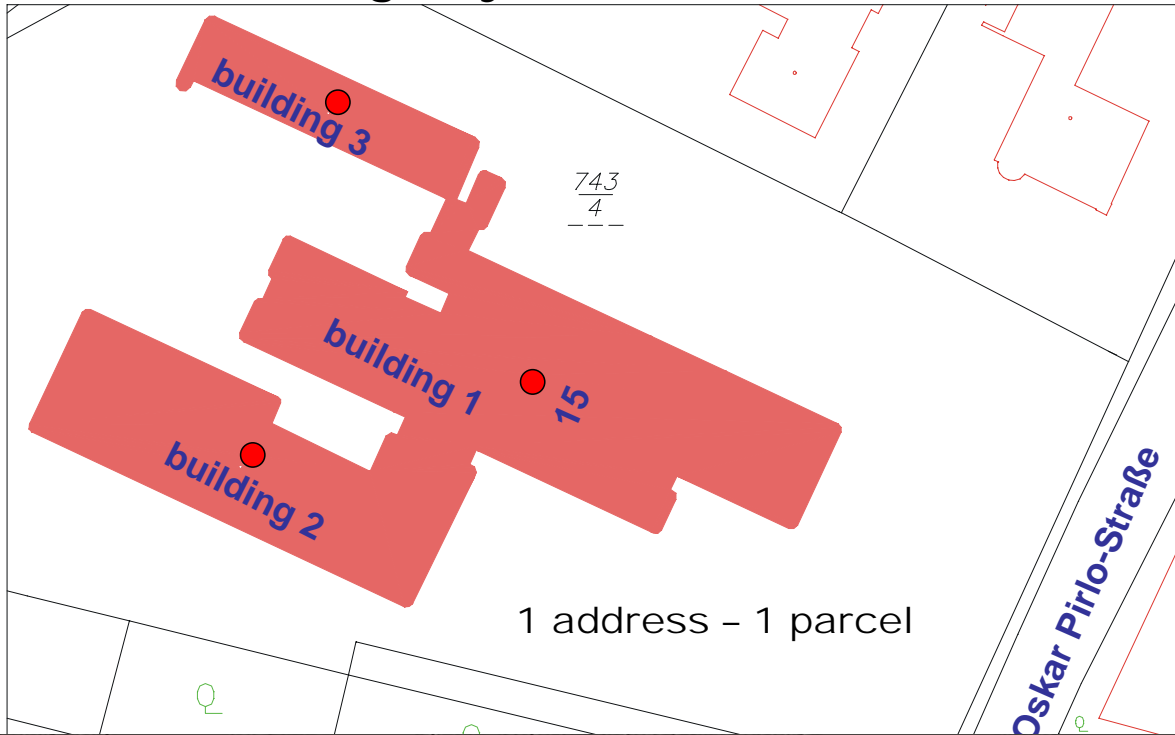 building 3
743
4
building 1
15
building 2
Oskar Pirlo-Straße
1 address – 1 parcel